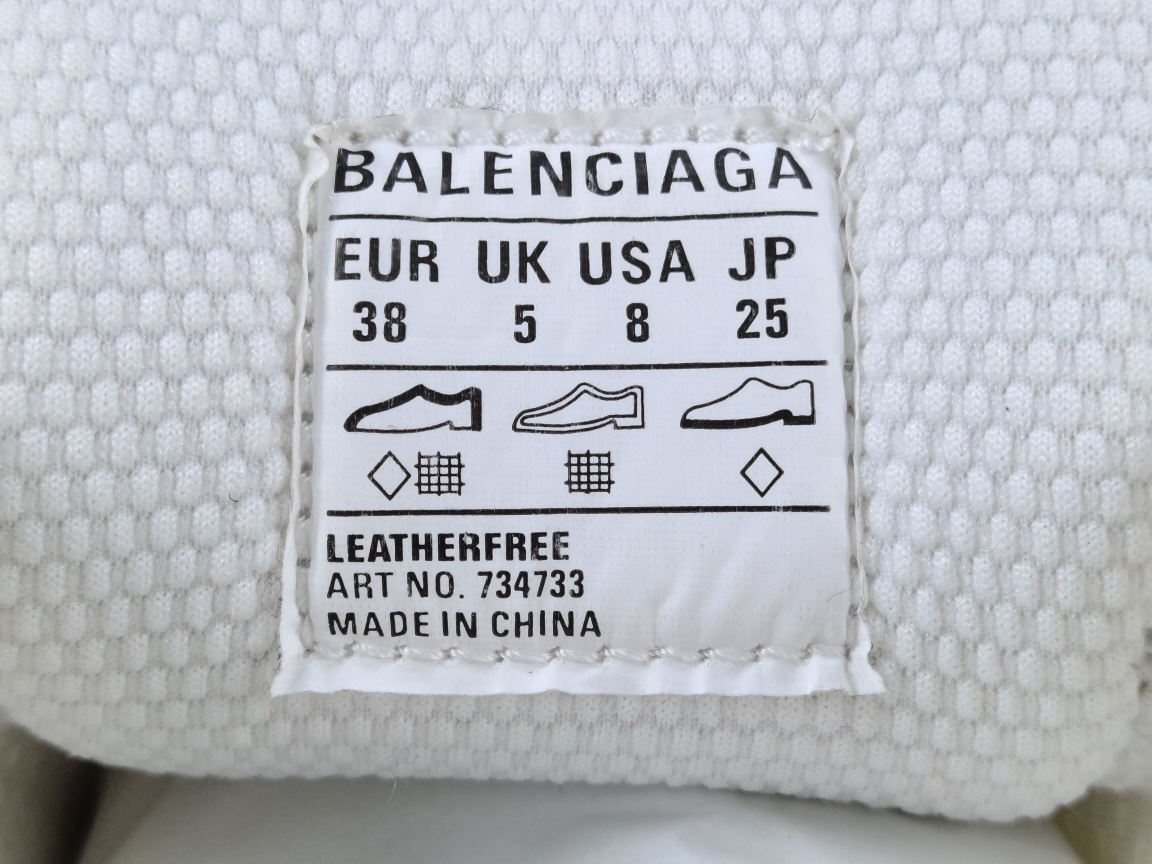 BALENCIAGA
EUR UK USA JP
38 5 8 25
LEATHERFREE
ART NO. 734733
MADE IN CHINA